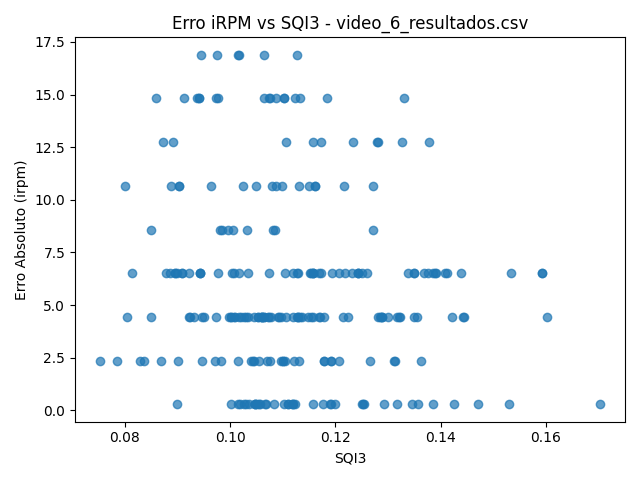 Erro iRPM vs SQI3 - video_6_resultados.csv
Erro Absoluto (irpm)
17.5
15.0
12.5
10.0
7.5
5.0
2.5
0.0
0.08 0.10 0.12 0.14 0.16
SQI3